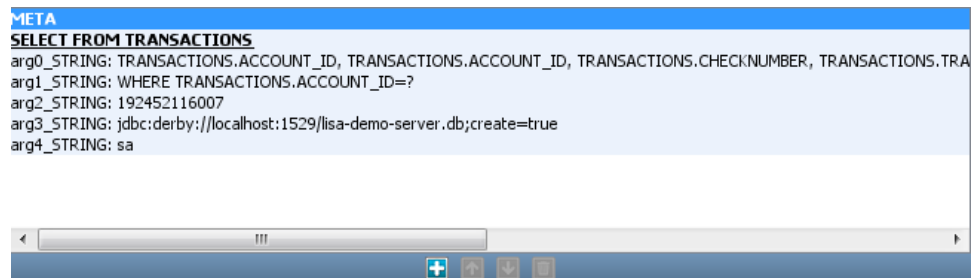 META
SELECT FROM TRANSACTIONS
arg0_STRING: TRANSACTIONS.ACCOUNT_ID, TRANSACTIONS.ACCOUNT_ID, TRANSACTIONS.CHECKNUMBER, TRANSACTIONS.TRA
arg1_STRING: WHERE TRANSACTIONS.ACCOUNT_ID=?
arg2_STRING: 192452116007
arg3_STRING: jdbc:derby://localhost:1529/lisa-demo-server.db;create=true
arg4_STRING: sa